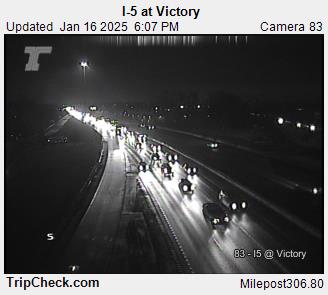 I-5 at Victory
Updated Jan 16 2025 6:07 PM Camera 83
T
S
83 - I5 @ Victory
TripCheck.com Milepost306.80